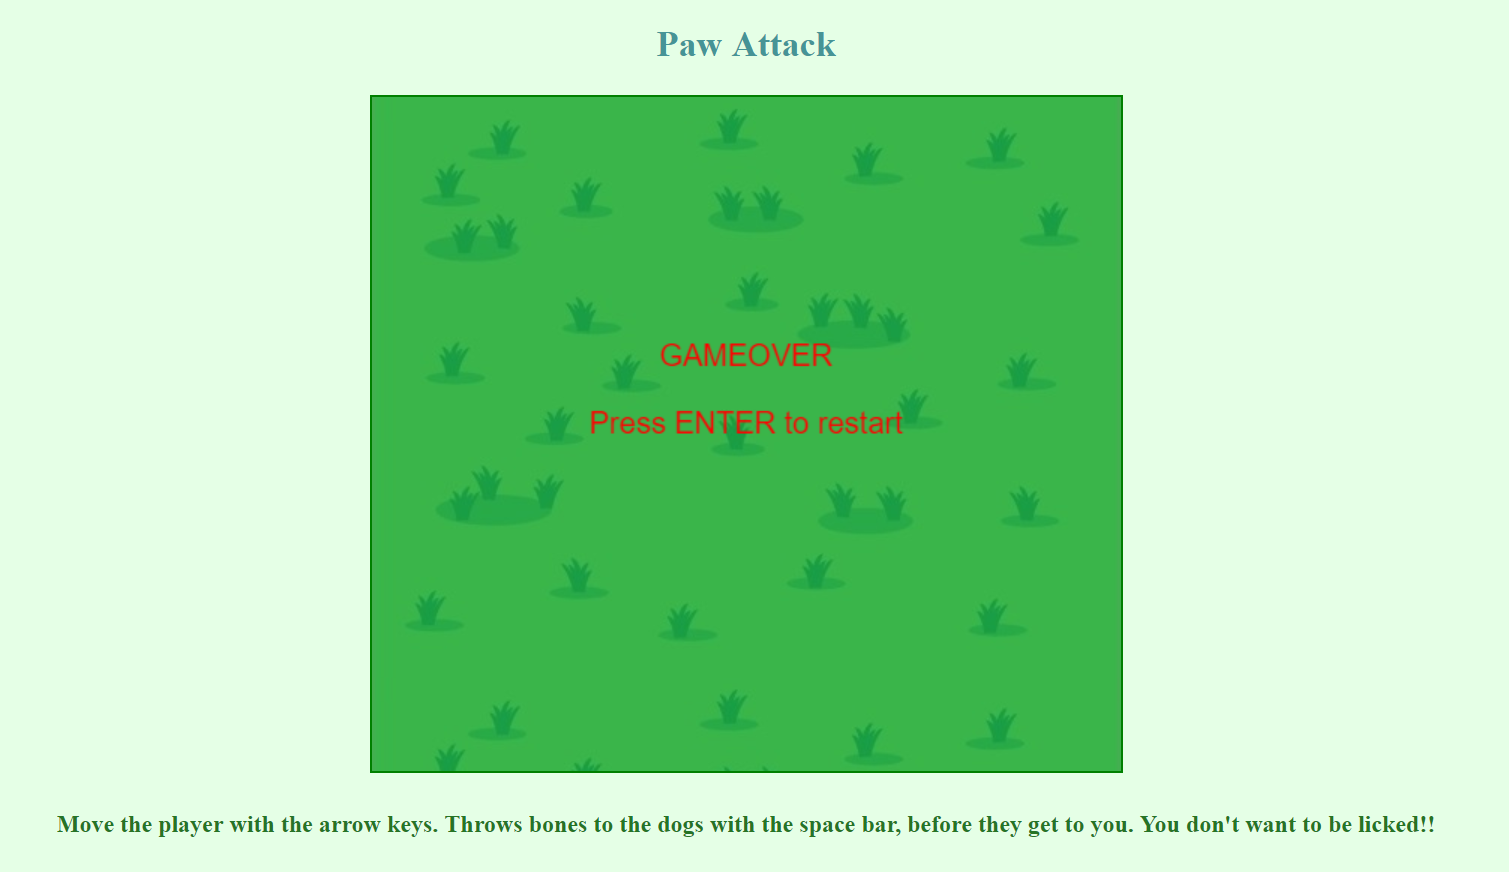 Paw Attack
GAMEOVER
Press ENTER to restart
Move the player with the arrow keys. Throws bones to the dogs with the space bar, before they get to you. You don't want to be licked!!